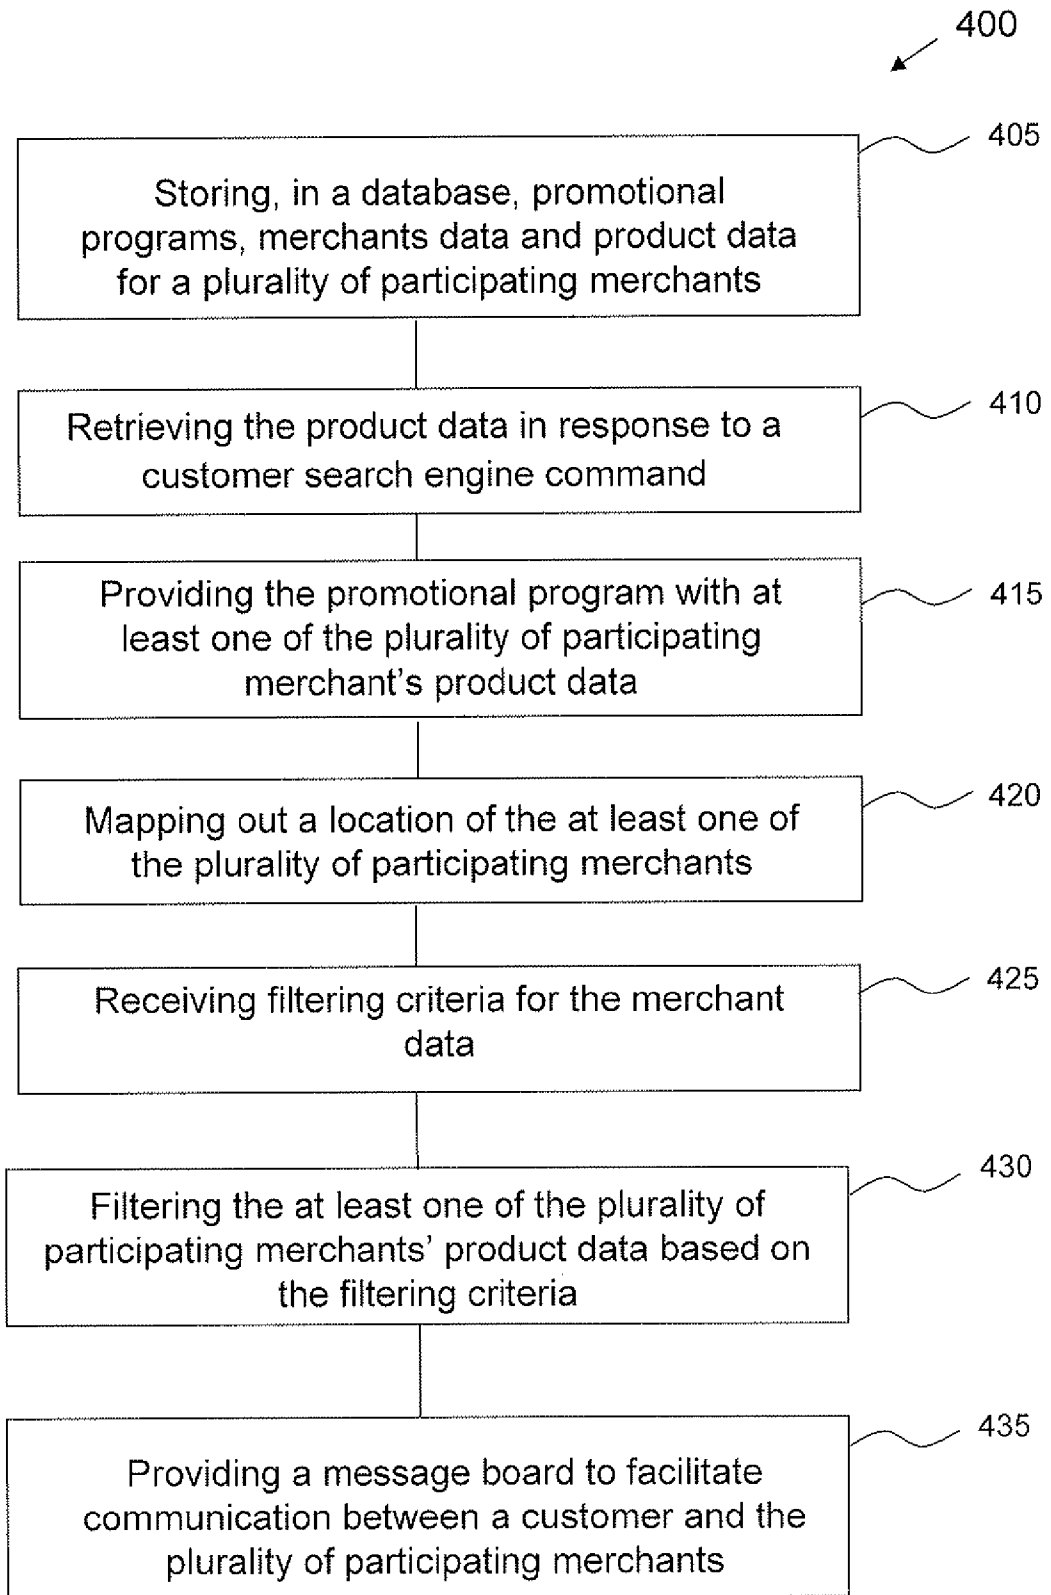 400
405
Storing, in a database, promotional
programs, merchants data and product data
for a plurality of participating merchants
410
Retrieving the product data in response to a
customer search engine command
415
Providing the promotional program with at
least one of the plurality of participating
merchant's product data
420
Mapping out a location of the at least one of
the plurality of participating merchants
425
Receiving filtering criteria for the merchant
data
430
Filtering the at least one of the plurality of
participating merchants' product data based on
the filtering criteria
435
Providing a message board to facilitate
communication between a customer and the
plurality of participating merchants